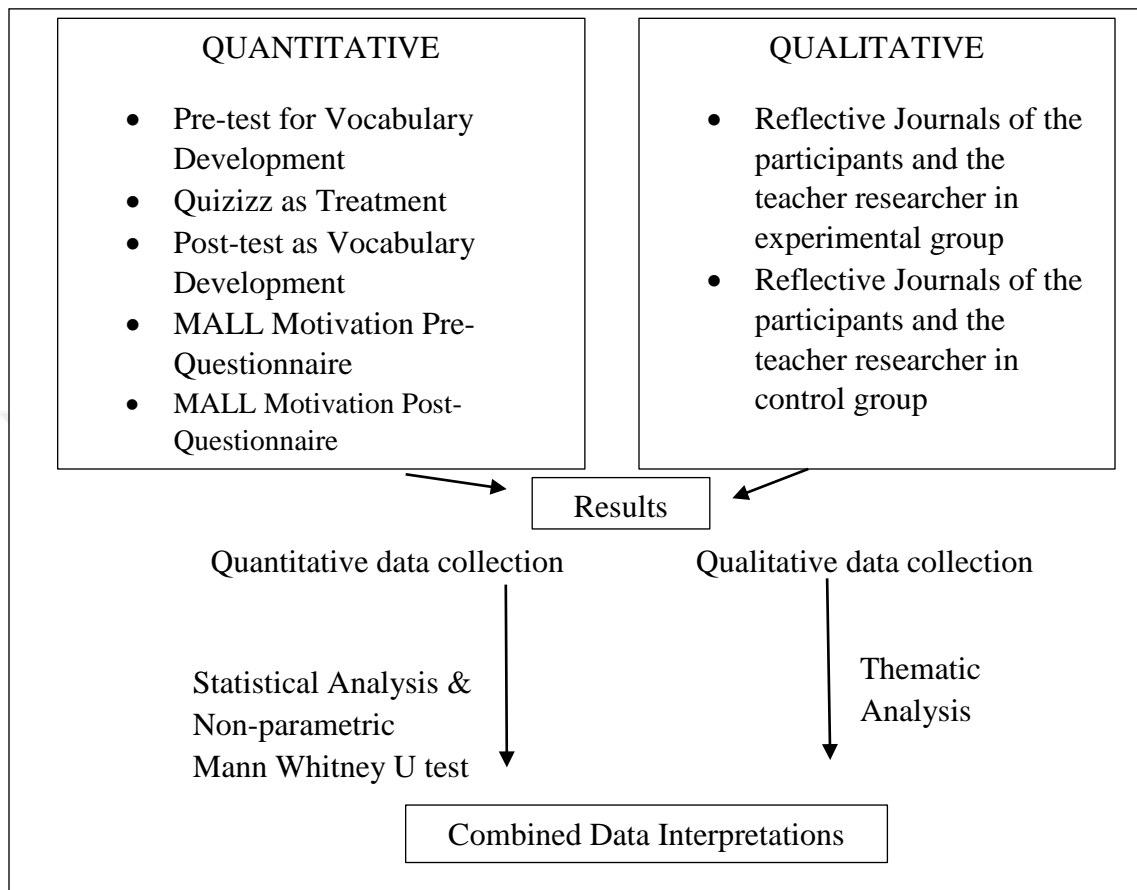 QUANTITATIVE
• Pre-test for Vocabulary
Development
• Quizizz as Treatment
• Post-test as Vocabulary
Development
• MALL Motivation Pre-
Questionnaire
• MALL Motivation Post-
Questionnaire
QUALITATIVE
• Reflective Journals of the
participants and the
teacher researcher in
experimental group
• Reflective Journals of the
participants and the
teacher researcher in
control group
Results
Quantitative data collection
Qualitative data collection
Statistical Analysis &
Non-parametric
Mann Whitney U test
Thematic
Analysis
Combined Data Interpretations